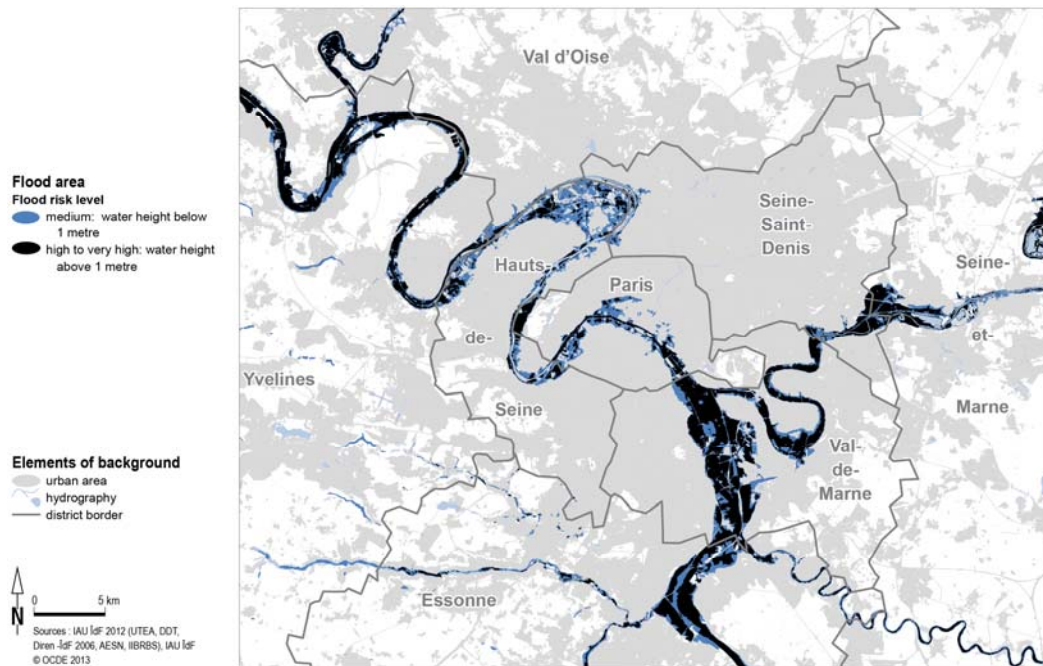 Flood area
Flood risk level
medium: water height below
1 metre
high to very high: water height
above 1 metre
Elements of background
urban area
hydrography
district border
N
0 5 km
Sources : IAU ÎdF 2012 (UTEA, DDT,
Diren -ÎdF 2006, AESN, IIBRBS), IAU ÎdF
© OCDE 2013
Val d'Oise
Seine-
Saint-
Denis
Hauts-
Seine-
Paris
de-
et-
Yvelines
Seine
Marne
Val-
de-
Marne
Essonne